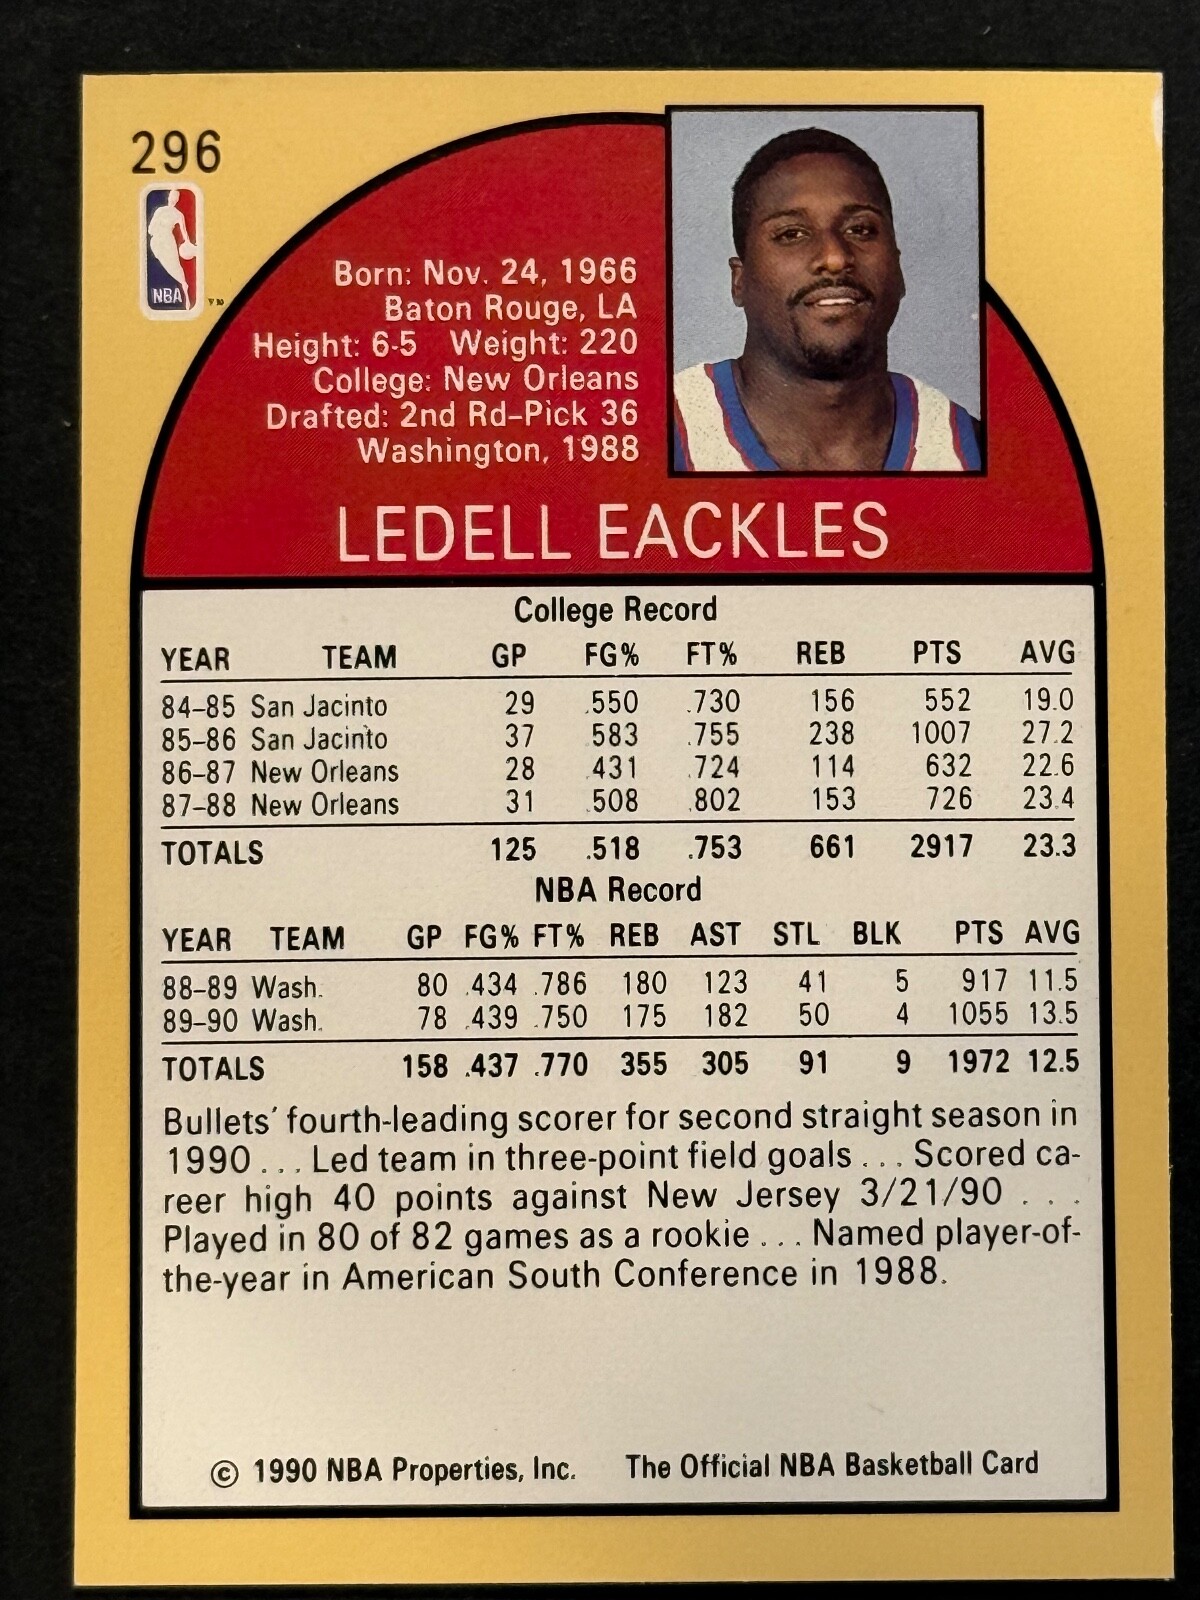 296
NBA
Born: Nov. 24, 1966
Baton Rouge, LA
Height: 6-5 Weight: 220
College: New Orleans
Drafted: 2nd Rd-Pick 36
Washington, 1988
LEDELL EACKLES
College Record
YEAR TEAM GP FG% FT% REB PTS AVG
84-85 San Jacinto 29 .550 .730 156 552 19.0
85-86 San Jacinto 37 .583 .755 238 1007 27.2
86-87 New Orleans 28 .431 .724 114 632 22.6
87-88 New Orleans 31 .508 .802 153 726 23.4
TOTALS 125 .518 .753 661 2917 23.3
NBA Record
YEAR TEAM GP FG% FT% REB AST STL BLK PTS AVG
88-89 Wash. 80 .434 .786 180 123 41 5 917 11.5
89-90 Wash. 78 .439 .750 175 182 50 4 1055 13.5
TOTALS 158 .437 .770 355 305 91 9 1972 12.5
Bullets' fourth-leading scorer for second straight season in
1990 . . . Led team in three-point field goals . . . Scored ca-
reer high 40 points against New Jersey 3/21/90 . . .
Played in 80 of 82 games as a rookie . . . Named player-of-
the-year in American South Conference in 1988.
© 1990 NBA Properties, Inc. The Official NBA Basketball Card